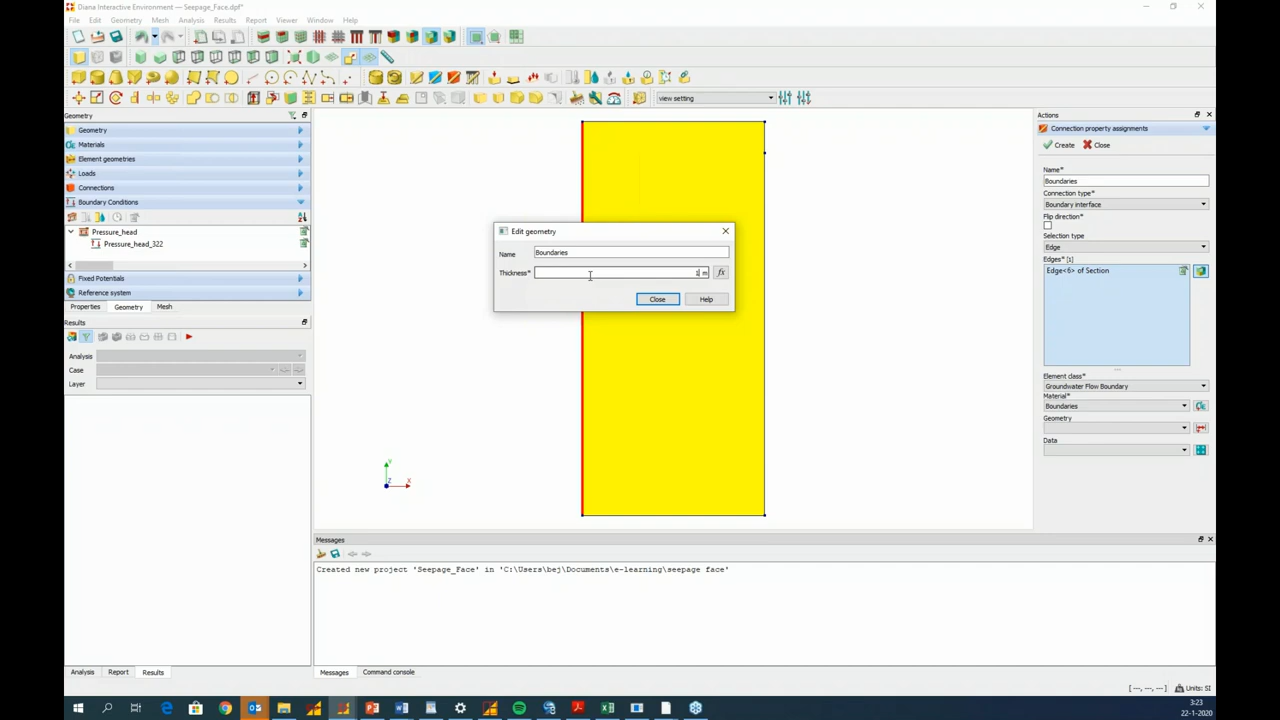 Diana Interactive Environment — Seepage_Face.dpf*
File Edit Geometry Mesh Analysis Results Report Viewer Window Help
view setting
Geometry
Geometry
Materials
Element geometries
Loads
Connections
Boundary Conditions
Pressure_head
Pressure_head_322
Fixed Potentials
Reference system
Properties Geometry Mesh
Results
Analysis
Case
Layer
Analysis Report Results
Edit geometry
Name Boundaries
Thickness* 1 m fx
Close Help
Y
Z X
Messages
Created new project 'Seepage_Face' in 'C:\Users\bej\Documents\e-learning\seepage face'
Messages Command console
Actions
Connection property assignments
Create Close
Name*
Boundaries
Connection type*
Boundary interface
Flip direction*
Selection type
Edge
Edges* [1]
Edge<6> of Section
Element class*
Groundwater Flow Boundary
Material*
Boundaries
Geometry
Data
[ ---, ---, --- ] Units: SI
3:23
22-1-2020